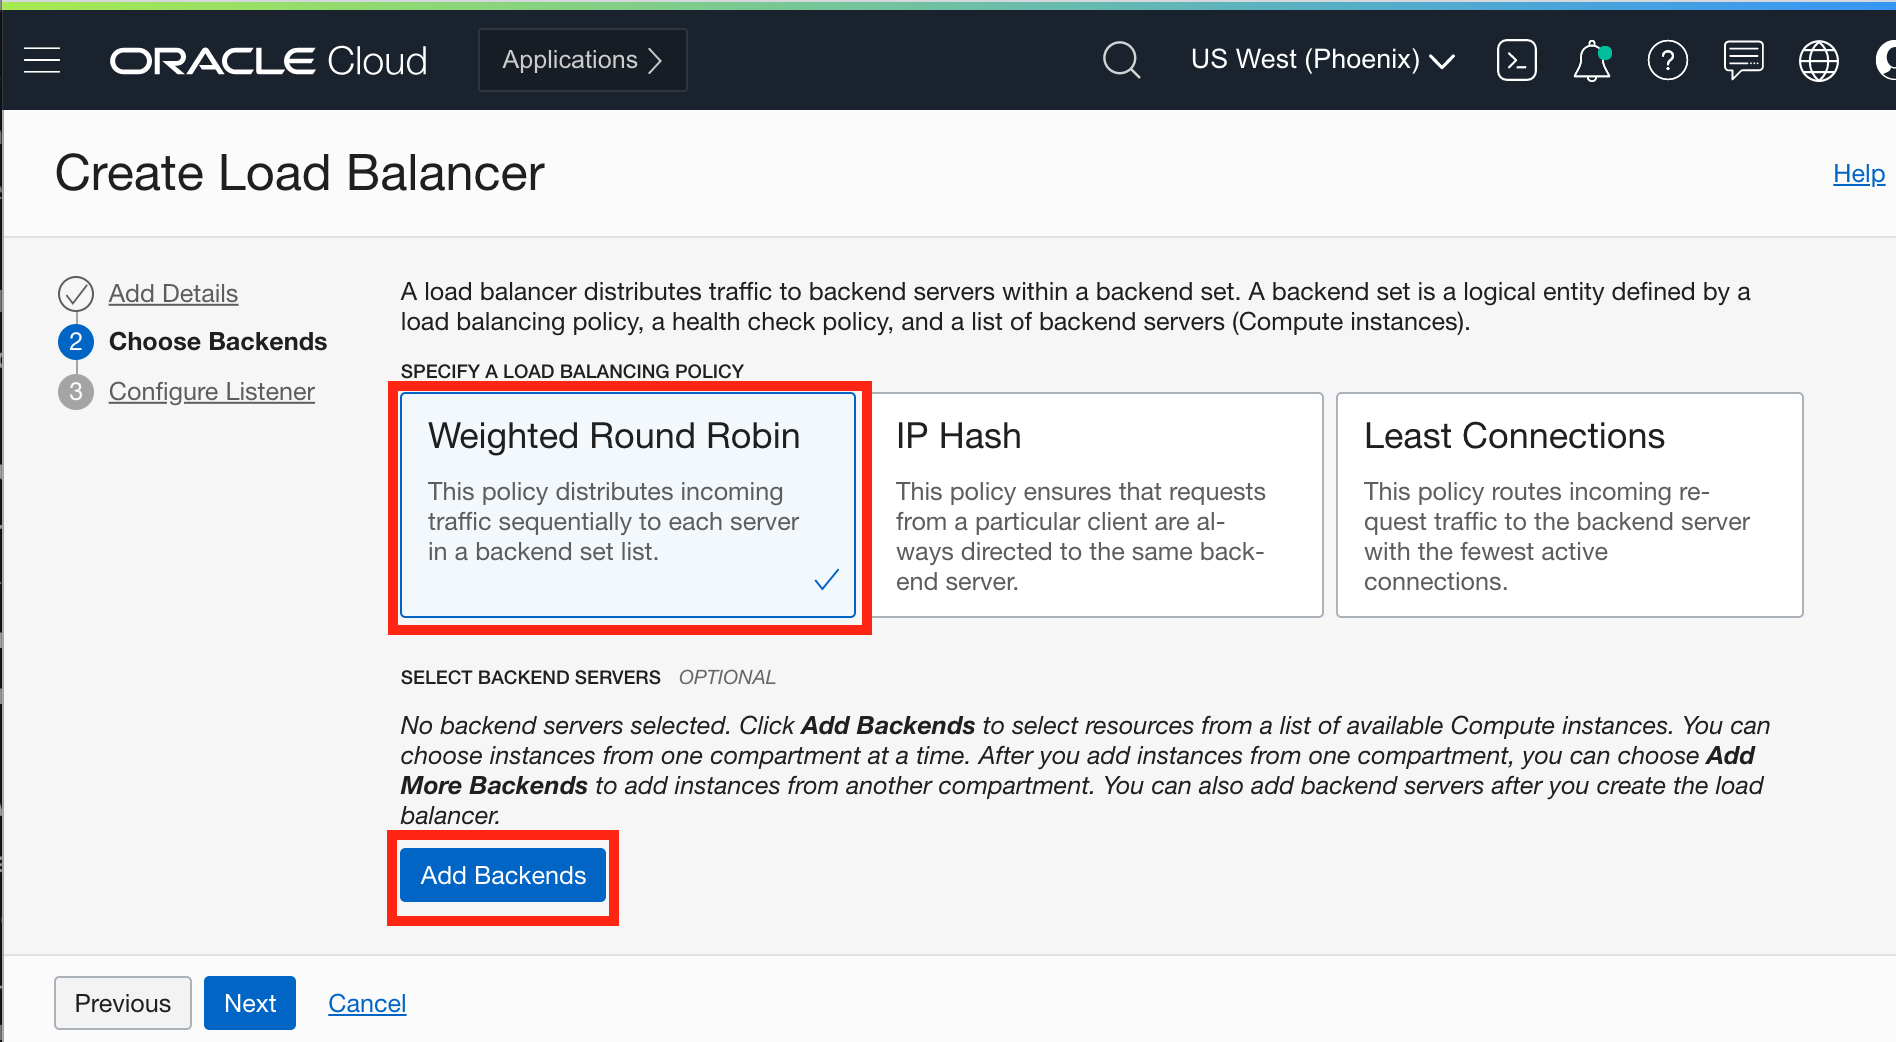 ORACLE Cloud
Applications
US West (Phoenix)
Create Load Balancer
Help
Add Details
2 Choose Backends
3 Configure Listener
A load balancer distributes traffic to backend servers within a backend set. A backend set is a logical entity defined by a
load balancing policy, a health check policy, and a list of backend servers (Compute instances).
SPECIFY A LOAD BALANCING POLICY
Weighted Round Robin
This policy distributes incoming
traffic sequentially to each server
in a backend set list.
IP Hash
This policy ensures that requests
from a particular client are al-
ways directed to the same back-
end server.
Least Connections
This policy routes incoming re-
quest traffic to the backend server
with the fewest active
connections.
SELECT BACKEND SERVERS OPTIONAL
No backend servers selected. Click Add Backends to select resources from a list of available Compute instances. You can
choose instances from one compartment at a time. After you add instances from one compartment, you can choose Add
More Backends to add instances from another compartment. You can also add backend servers after you create the load
balancer.
Add Backends
Previous
Next
Cancel